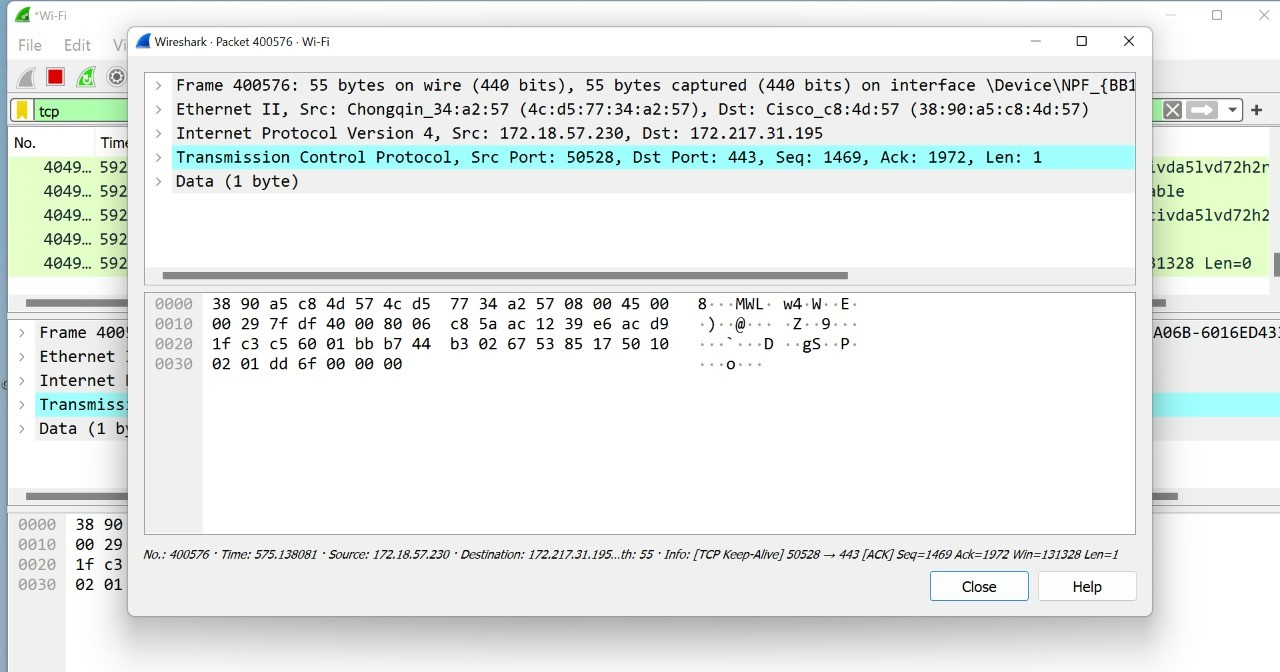 *Wi-Fi
Wireshark · Packet 400576 · Wi-Fi
File Edit Vi
tcp
No. Time
4049… 592
4049… 592
4049… 592
4049… 592
4049… 592
ivda5lvd72h2r
able
civda5lvd72h2
31328 Len=0
Frame 400576: 55 bytes on wire (440 bits), 55 bytes captured (440 bits) on interface \Device\NPF_{BB1
Ethernet II, Src: Chongqin_34:a2:57 (4c:d5:77:34:a2:57), Dst: Cisco_c8:4d:57 (38:90:a5:c8:4d:57)
Internet Protocol Version 4, Src: 172.18.57.230, Dst: 172.217.31.195
Transmission Control Protocol, Src Port: 50528, Dst Port: 443, Seq: 1469, Ack: 1972, Len: 1
Data (1 byte)
0000 38 90 a5 c8 4d 57 4c d5 77 34 a2 57 08 00 45 00 8···MWL· w4·W··E·
0010 00 29 7f df 40 00 80 06 c8 5a ac 12 39 e6 ac d9 ·)··@··· ·Z··9···
0020 1f c3 c5 60 01 bb b7 44 b3 02 67 53 85 17 50 10 ···`···D ··gS··P·
0030 02 01 dd 6f 00 00 00 ···o···
No.: 400576 · Time: 575.138081 · Source: 172.18.57.230 · Destination: 172.217.31.195…th: 55 · Info: [TCP Keep-Alive] 50528 → 443 [ACK] Seq=1469 Ack=1972 Win=131328 Len=1
Close Help
Frame 400
A06B-6016ED43
Ethernet
Internet
Transmiss
Data (1 by
0000 38 90
0010 00 29
0020 1f c3
0030 02 01